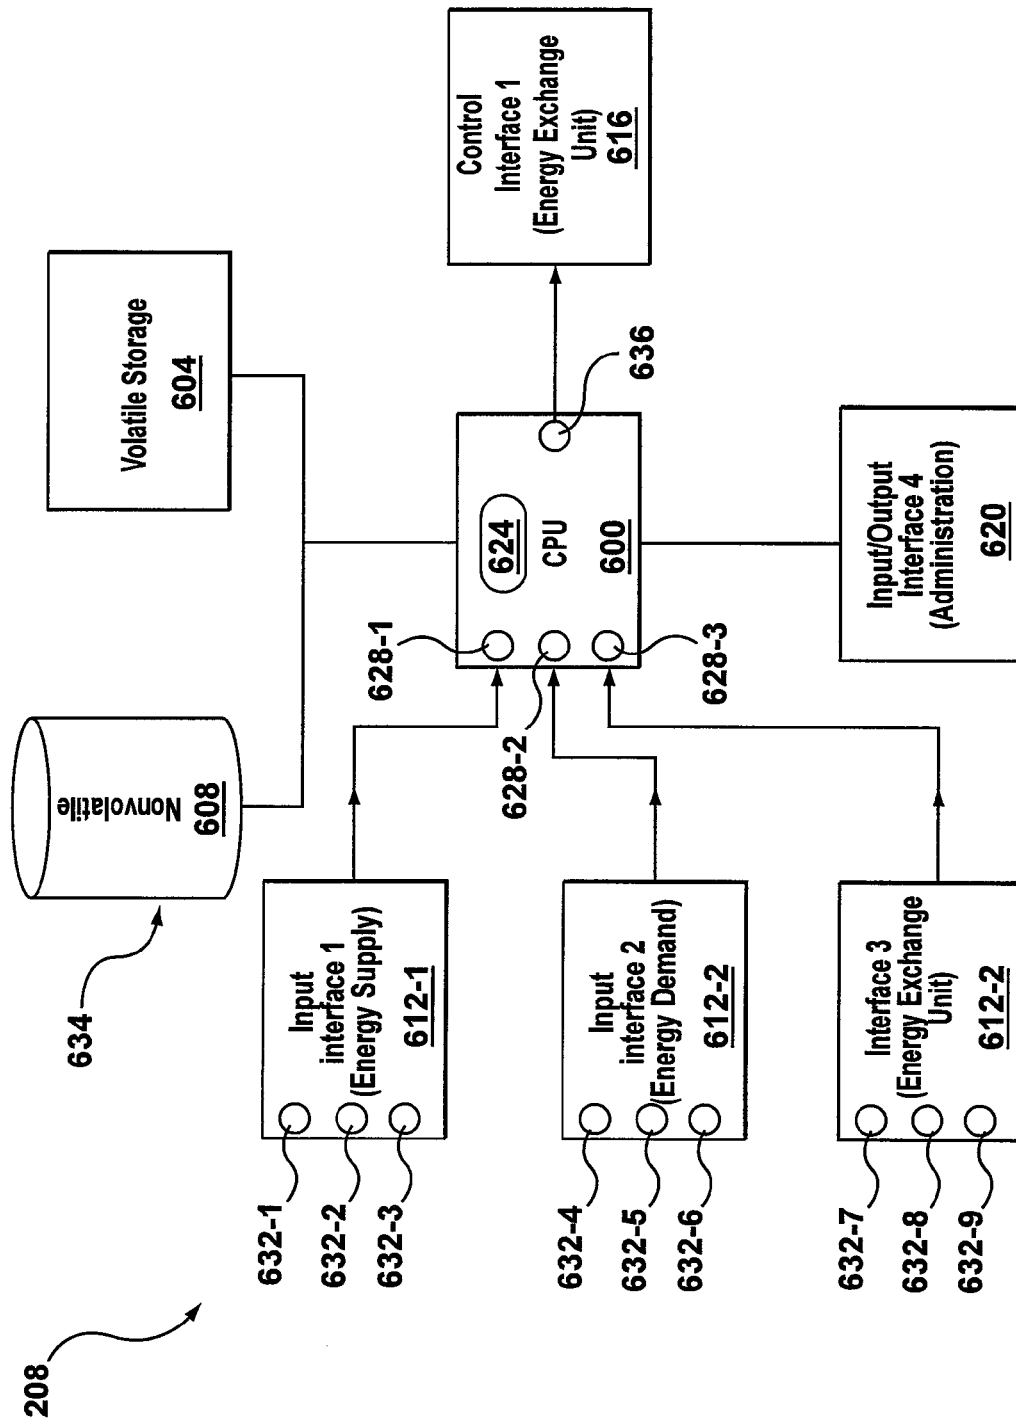 208
634
Nonvolatile
608
Volatile Storage
604
632-1
632-2
632-3
Input
interface 1
(Energy Supply)
612-1
632-4
632-5
632-6
Input
interface 2
(Energy Demand)
612-2
632-7
632-8
632-9
Interface 3
(Energy Exchange
Unit)
612-2
628-1
628-2
628-3
624
CPU
600
636
Control
Interface 1
(Energy Exchange
Unit)
616
Input/Output
Interface 4
(Administration)
620